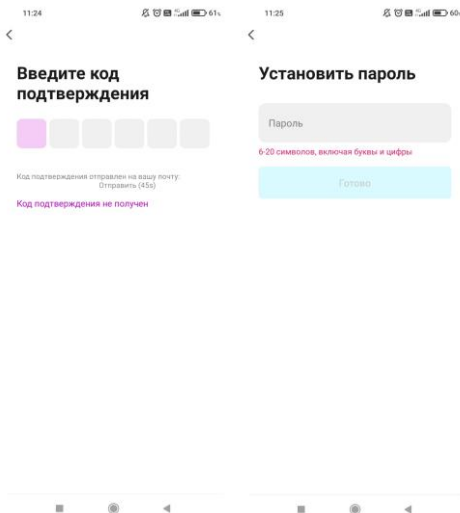 11:24
61
Введите код
подтверждения
Код подтверждения отправлен на вашу почту
Отправить (45s)
Код подтверждения не получен
11:25
60
Установить пароль
Пароль
6-20 символов, включая буквы и цифры
Готово